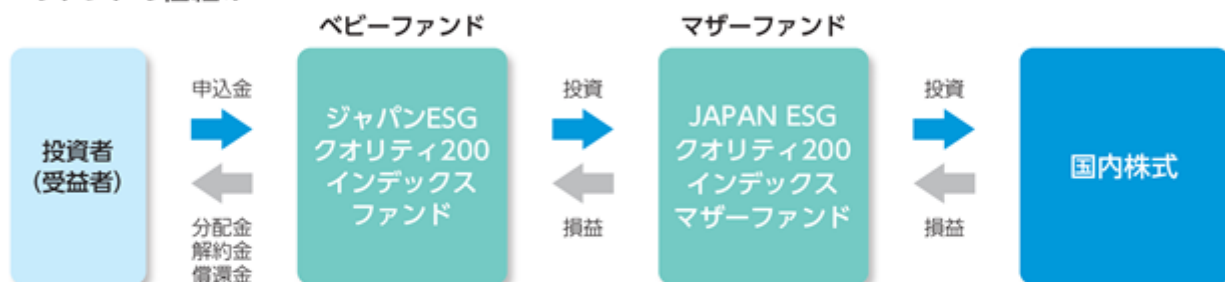 ベビーファンド
マザーファンド
投資者
(受益者)
申込金
分配金
解約金
償還金
ジャパンESG
クオリティ200
インデックス
ファンド
投資
損益
JAPAN ESG
クオリティ200
インデックス
マザーファンド
投資
損益
国内株式